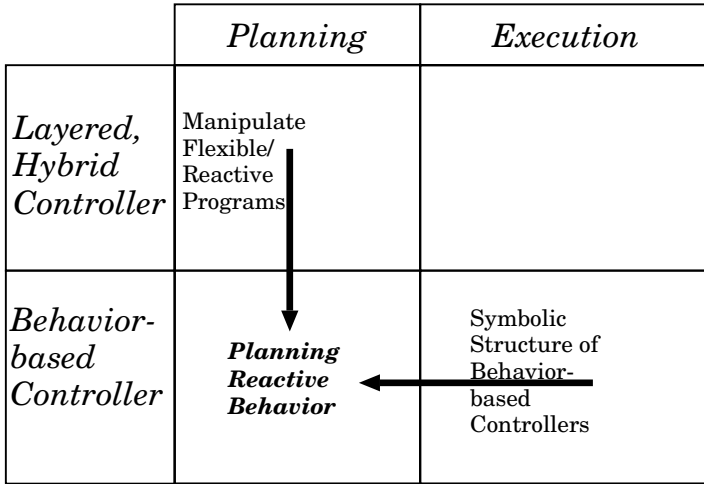 Planning
Execution
Layered,
Hybrid
Controller
Manipulate
Flexible/
Reactive
Programs
Behavior-
based
Controller
Planning
Reactive
Behavior
Symbolic
Structure of
Behavior-
based
Controllers